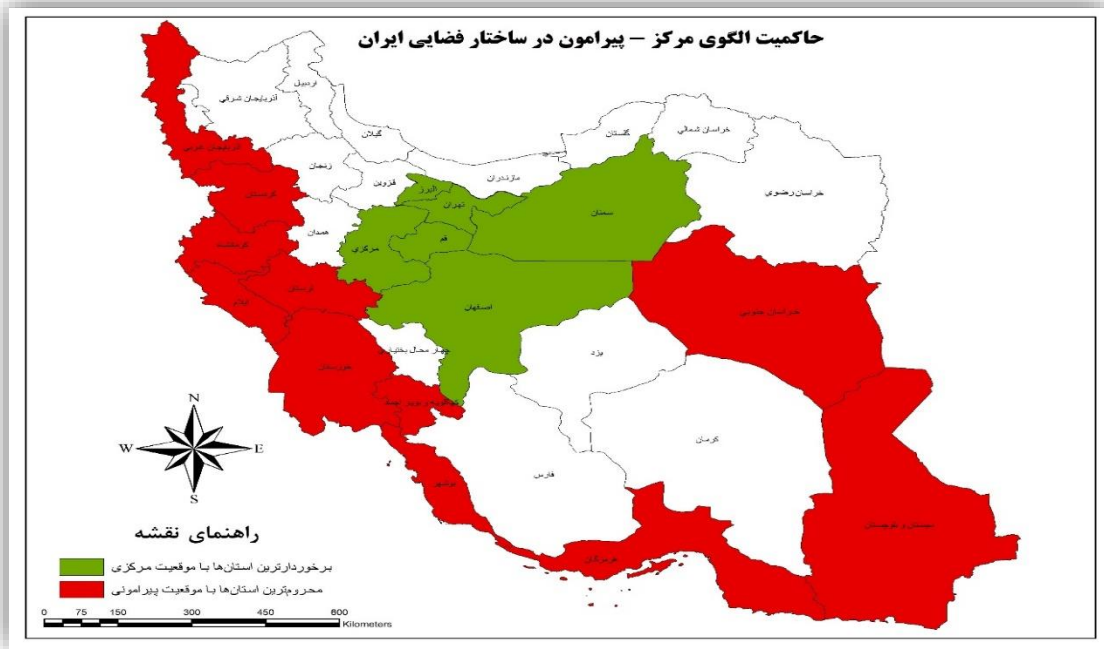 حاکمیت الگوی مرکز – پیرامون در ساختار فضایی ایران
اردبیل
آذربایجان شرقی
گیلان
گلستان
خراسان شمالی
آذربایجان غربی
زنجان
قزوین
البرز
تهران
مازندران
سمنان
خراسان رضوی
کردستان
همدان
قم
مرکزی
کرمانشاه
لرستان
ایلام
اصفهان
خراسان جنوبی
چهار محال بختیاری
یزد
خوزستان
کهگیلویه و بویر احمد
کرمان
فارس
بوشهر
سیستان و بلوچستان
هرمزگان
N
W
E
S
راهنمای نقشه
برخوردارترین استان‌ها با موقعیت مرکزی
محروم‌ترین استان‌ها با موقعیت پیرامونی
0 75 150 300 450 600
Kilometers